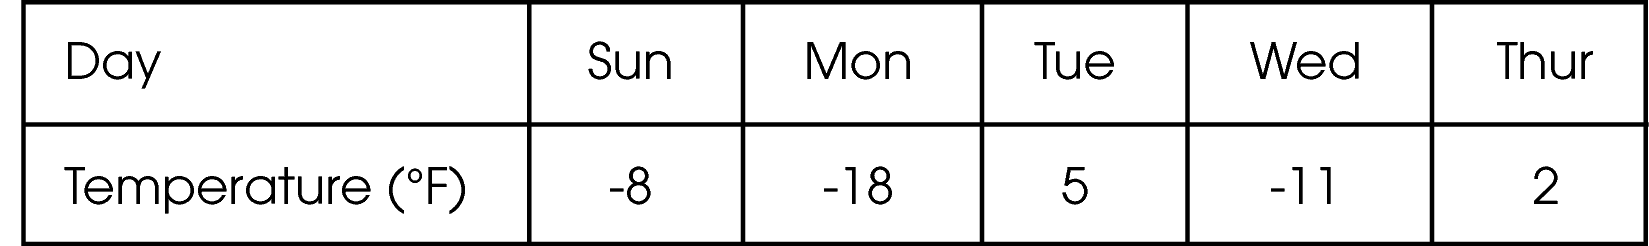 Day Sun Mon Tue Wed Thur
Temperature (°F) -8 -18 5 -11 2